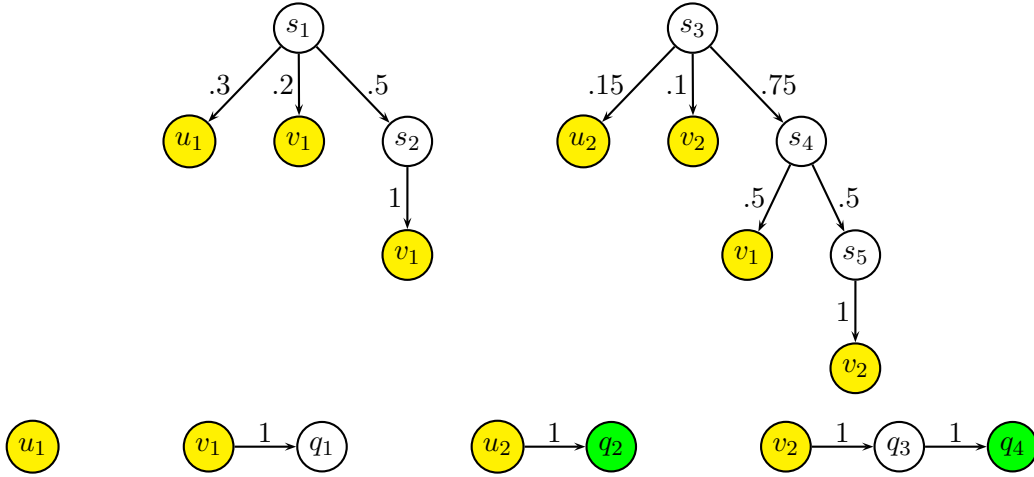 s1 s3
.3 .2 .5 .15 .1 .75
u1 v1 s2 u2 v2 s4
1 .5 .5
v1 v1 s5
1
v2
u1 v1 1 q1 u2 1 q2 v2 1 q3 1 q4